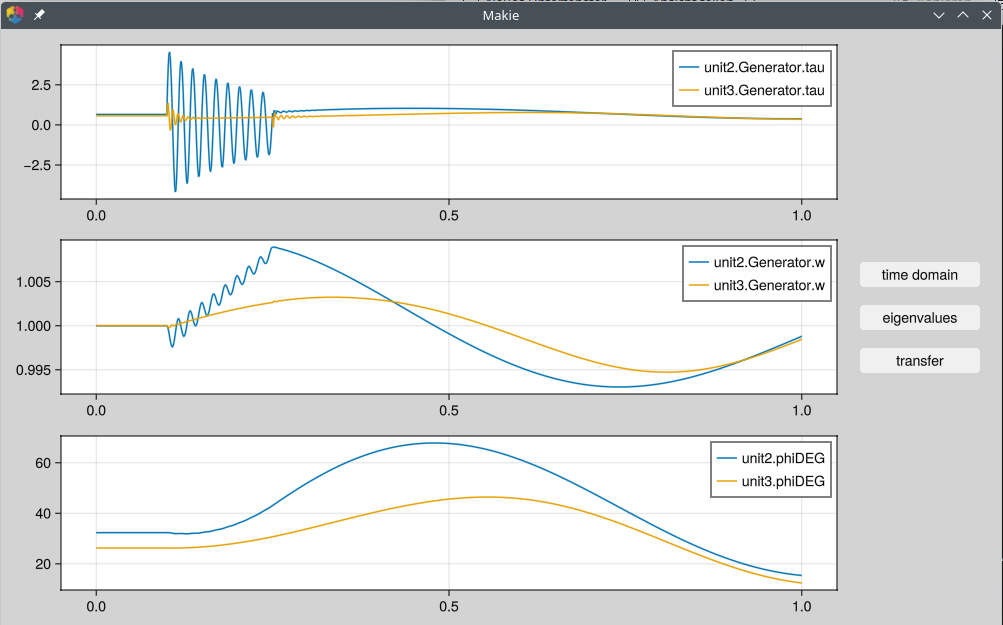 Makie
unit2.Generator.tau
unit3.Generator.tau
2.5
0.0
−2.5
0.0 0.5 1.0
unit2.Generator.w
unit3.Generator.w
1.005
1.000
0.995
0.0 0.5 1.0
time domain
eigenvalues
transfer
unit2.phiDEG
unit3.phiDEG
60
40
20
0.0 0.5 1.0